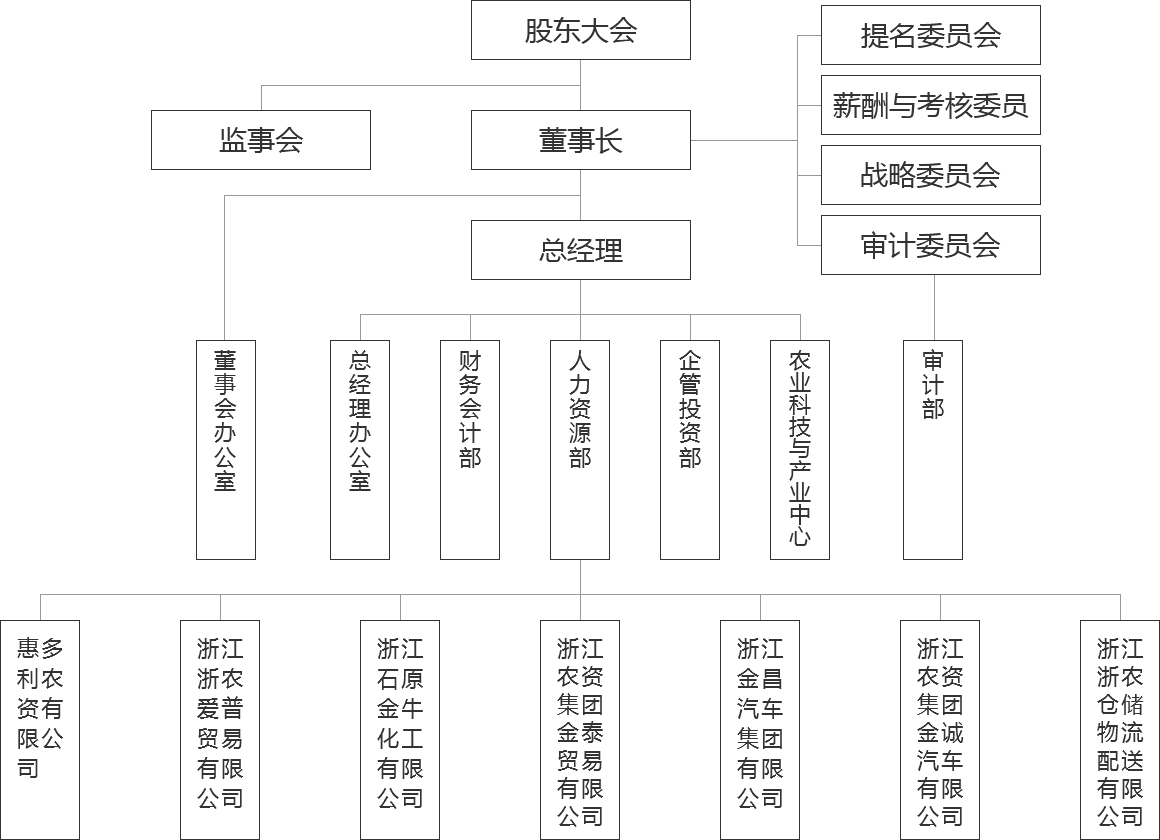 股东大会
提名委员会
薪酬与考核委员
监事会
董事长
战略委员会
总经理
审计委员会
董事会办公室
总经理办公室
财务会计部
人力资源部
企管投资部
农业科技与产业中心
审计部
惠多
利农
资有
限公
司
浙江
浙农
爱普
贸易
有限
公司
浙江
石原
金牛
化工
有限
公司
浙江
农资
集团
金泰
贸易
有限
公司
浙江
金昌
汽车
集团
有限
公司
浙江
农资
集团
金诚
汽车
有限
公司
浙江
浙农
仓储
物流
配送
有限
公司